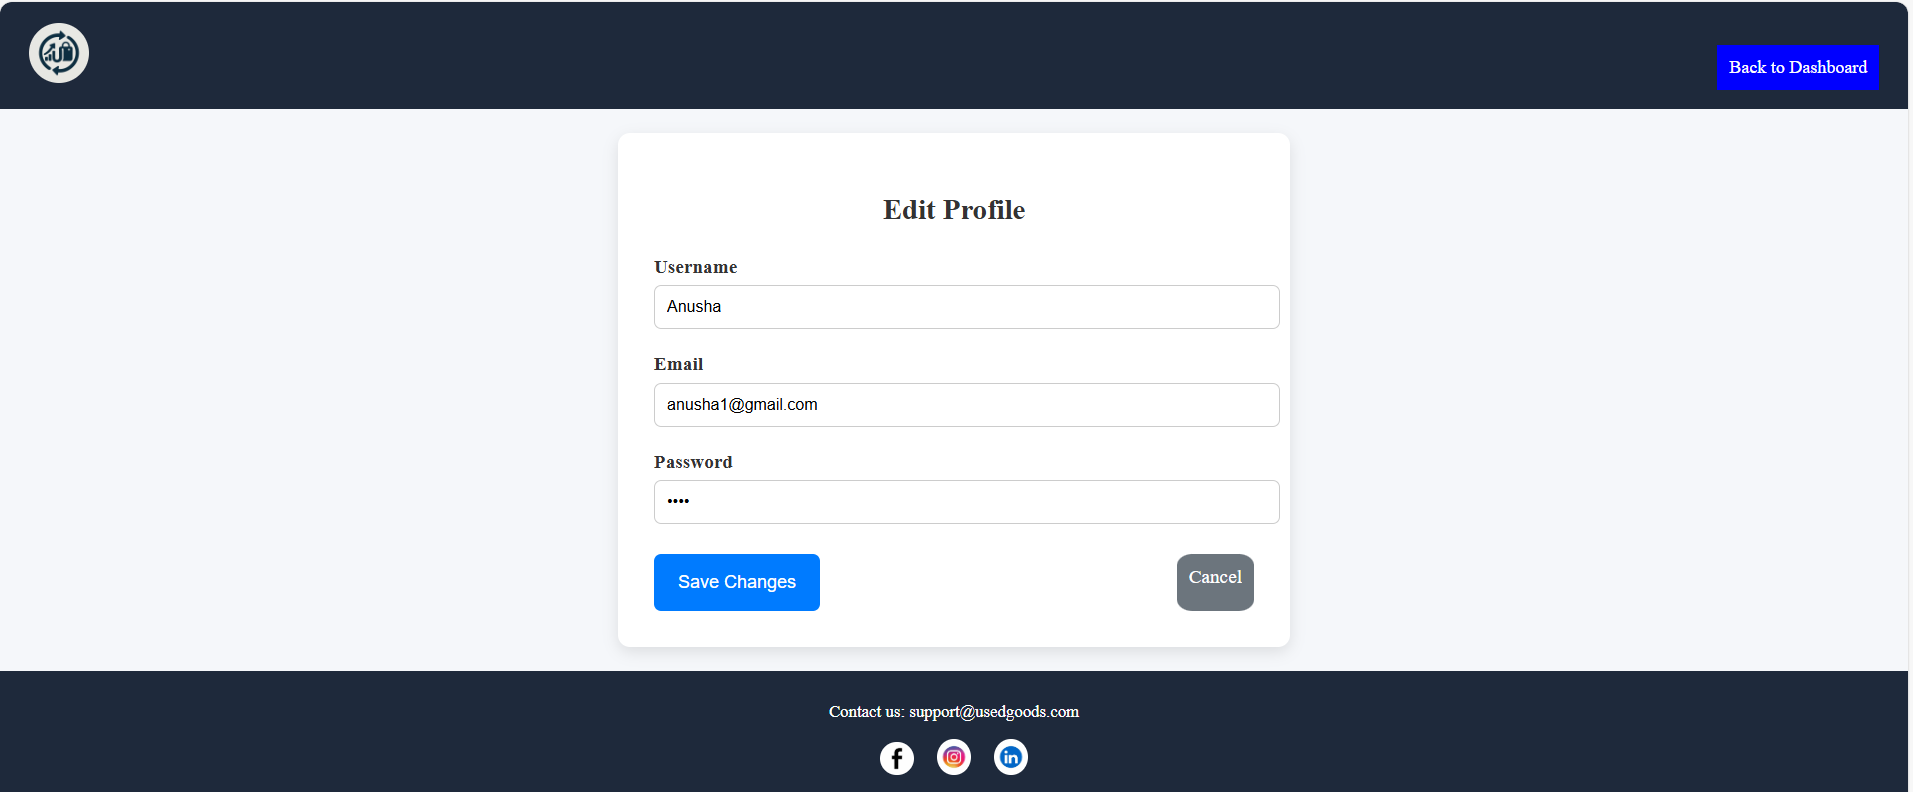 Back to Dashboard
Edit Profile
Username
Anusha
Email
anusha1@gmail.com
Password
••••
Save Changes
Cancel
Contact us: support@usedgoods.com